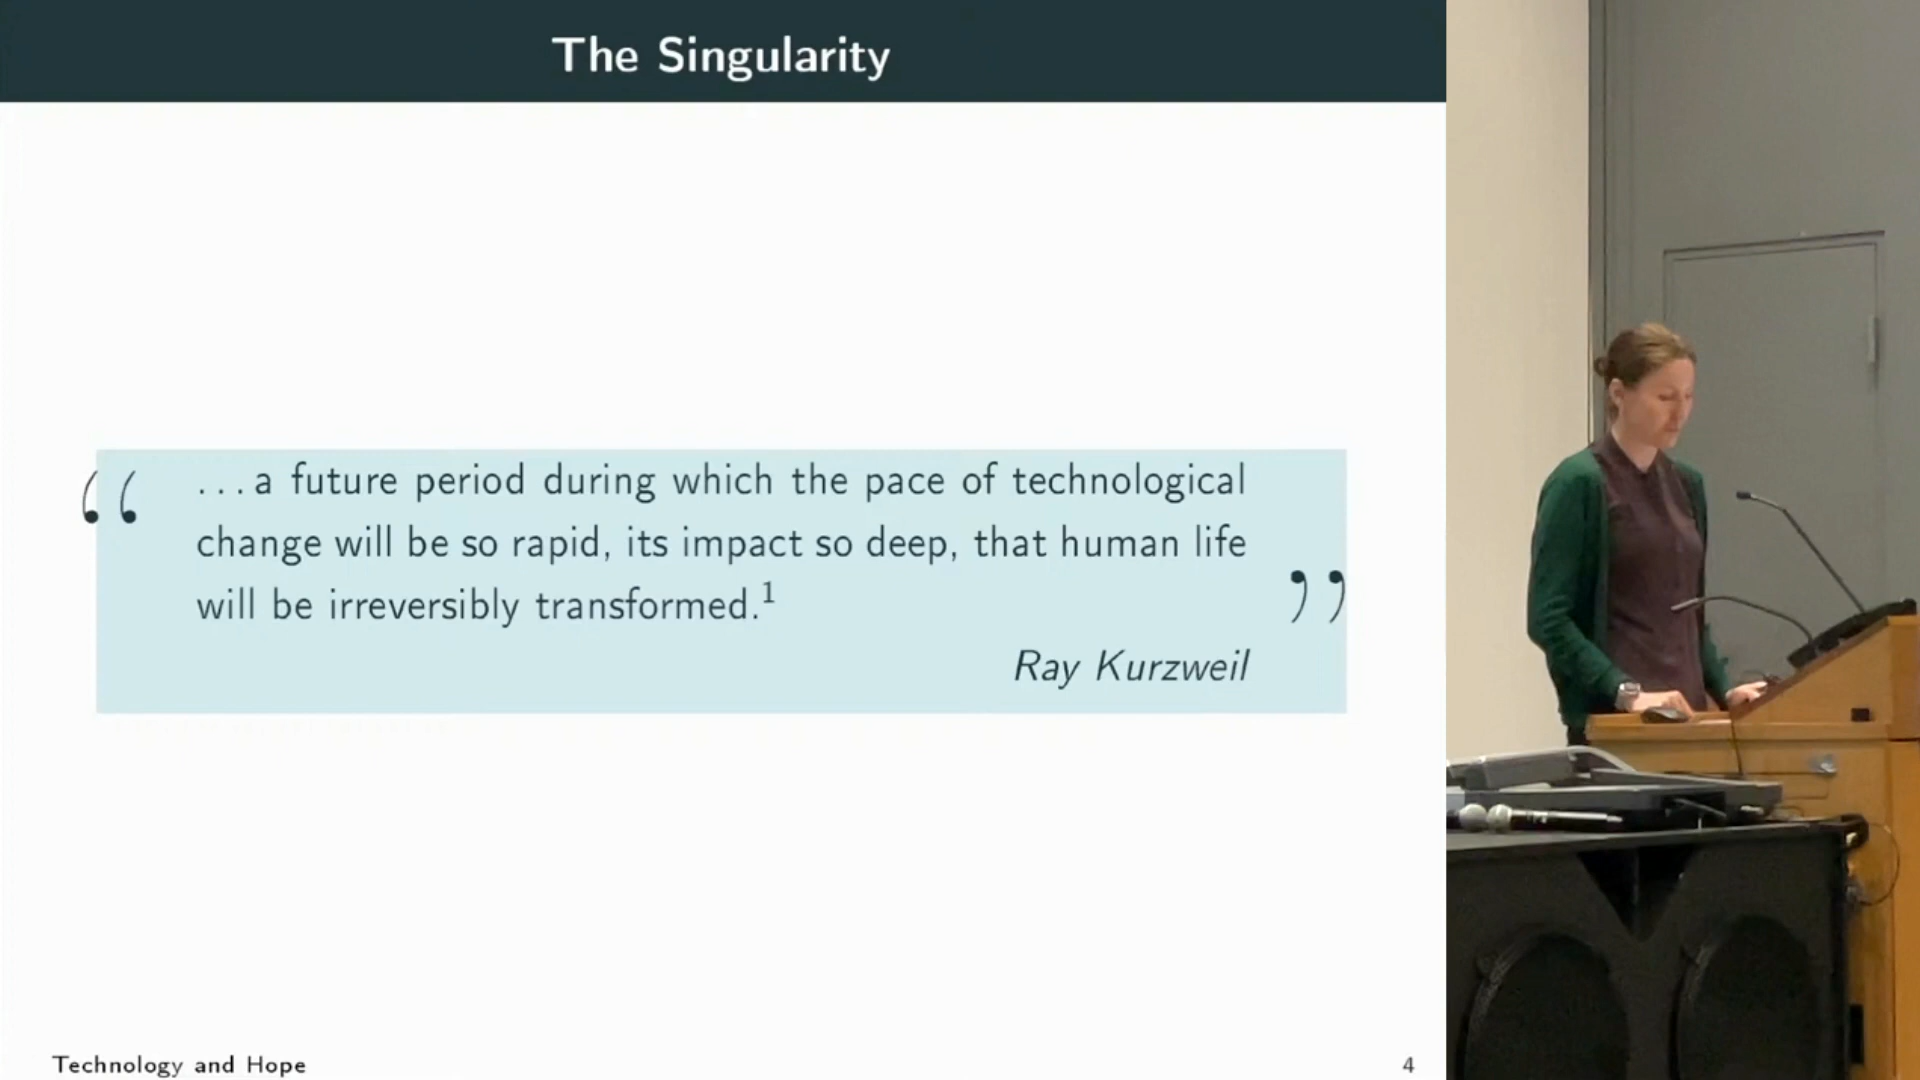 The Singularity
“ ...a future period during which the pace of technological
change will be so rapid, its impact so deep, that human life
will be irreversibly transformed.¹ ”
Ray Kurzweil
Technology and Hope
4